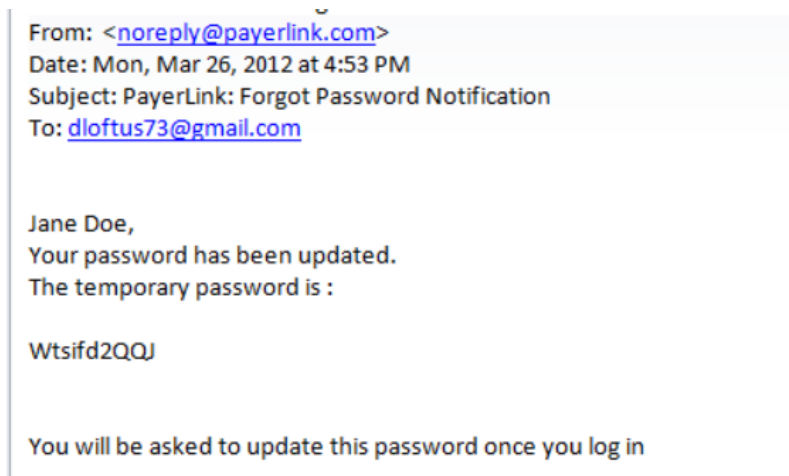 From: <noreply@payerlink.com>
Date: Mon, Mar 26, 2012 at 4:53 PM
Subject: PayerLink: Forgot Password Notification
To: dloftus73@gmail.com
Jane Doe,
Your password has been updated.
The temporary password is :
Wtsifd2QQJ
You will be asked to update this password once you log in